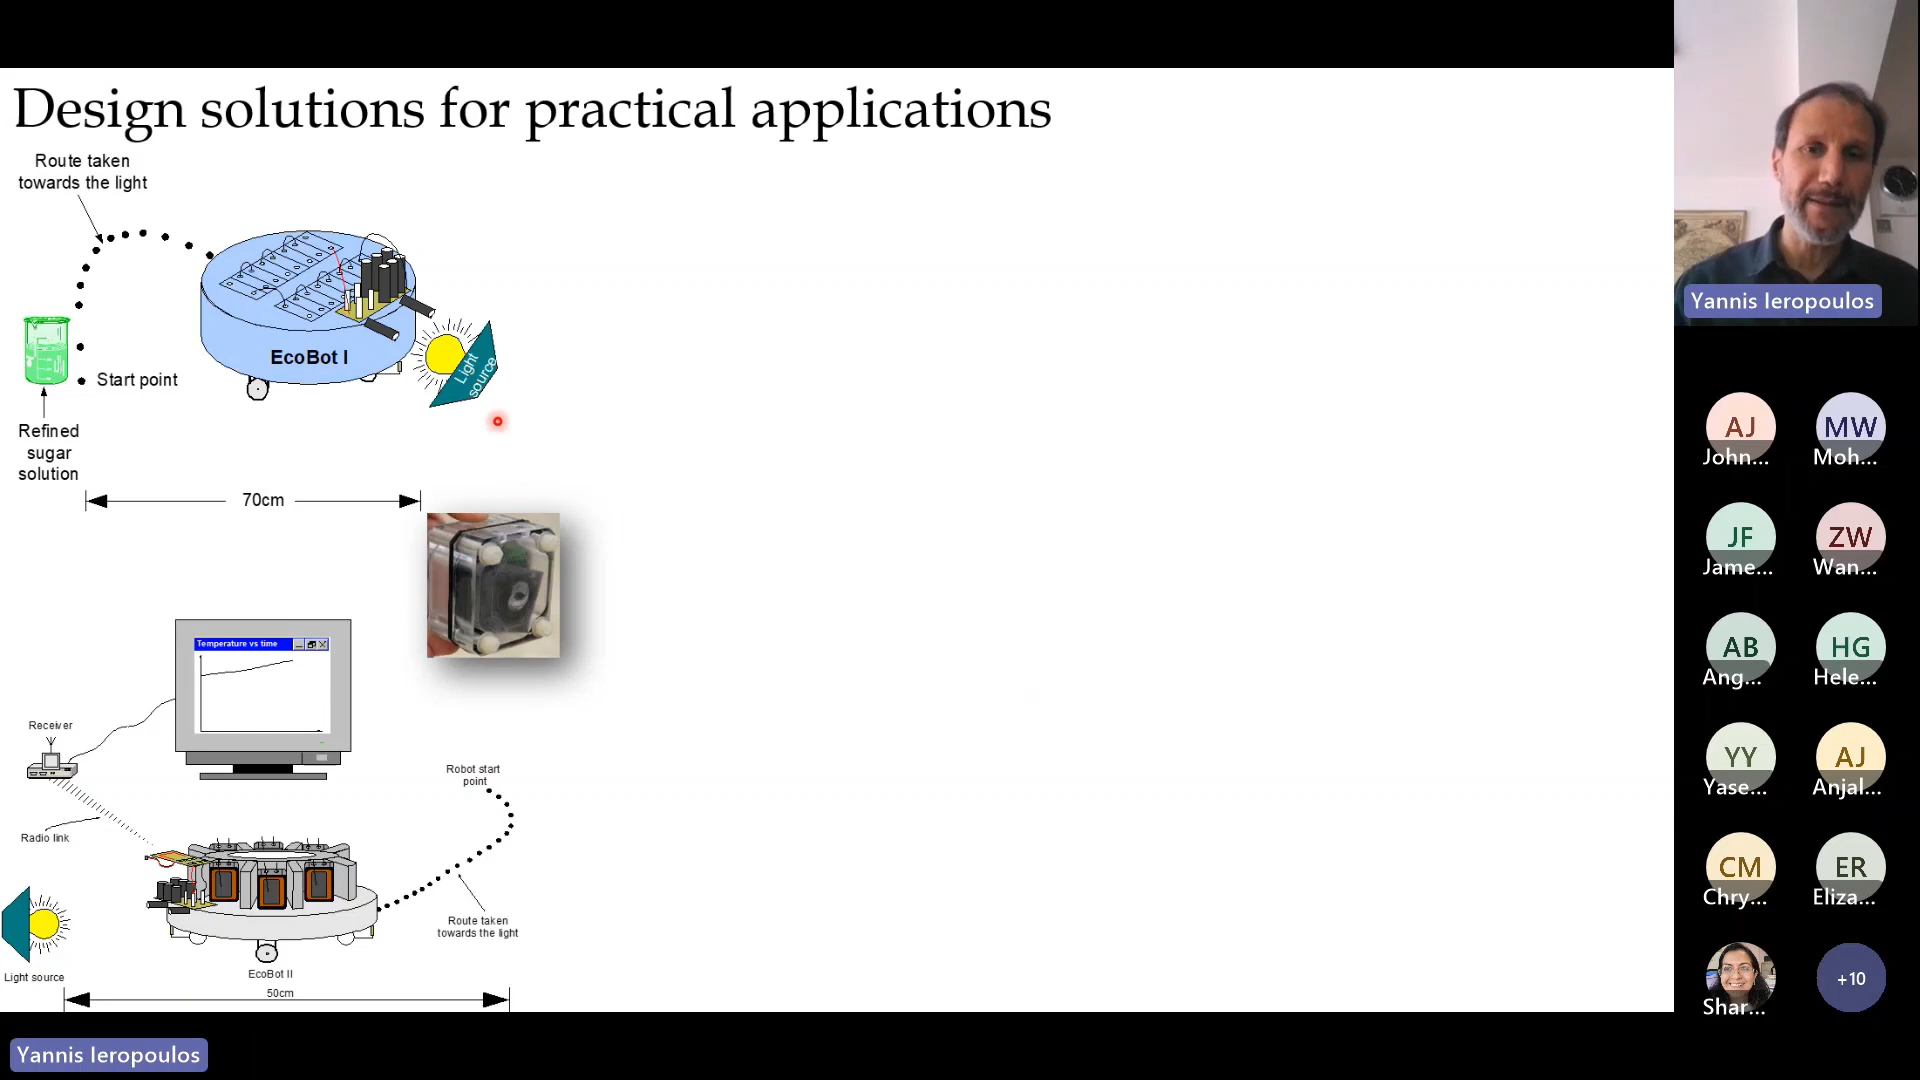 Design solutions for practical applications
Route taken
towards the light
EcoBot I
Light
source
Start point
Refined
sugar
solution
70cm
Temperature vs time
Receiver
Radio link
Robot start
point
Route taken
towards the light
Light source
EcoBot II
50cm
Yannis Ieropoulos
Yannis Ieropoulos
AJ
John...
MW
Moh...
JF
Jame...
ZW
Wan...
AB
Ang...
HG
Hele...
YY
Yase...
AJ
Anjal...
CM
Chry...
ER
Eliza...
Shar...
+10